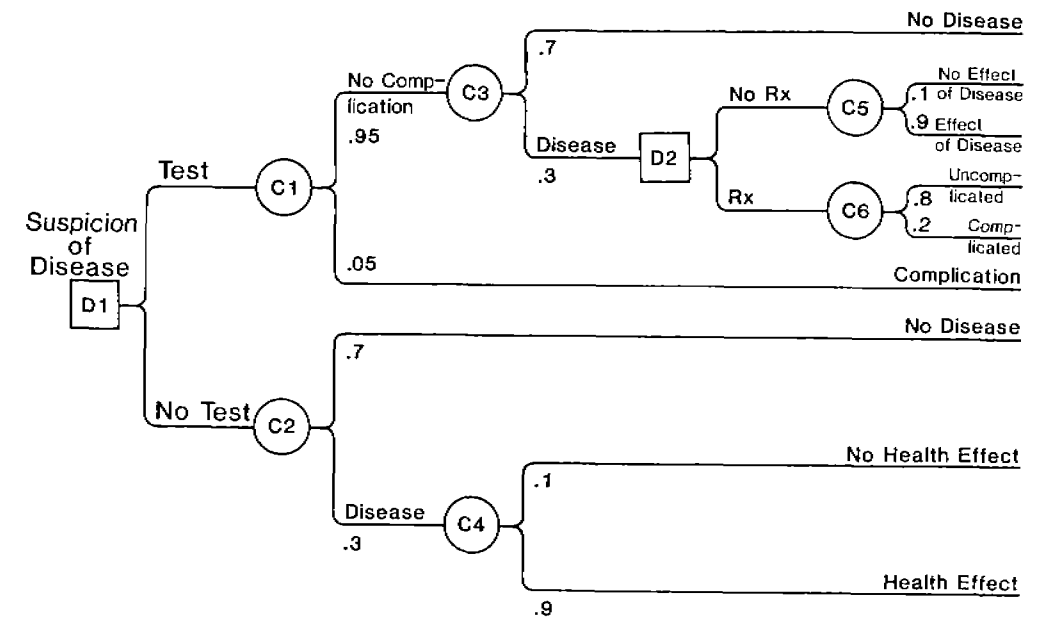 No Disease
.7
No Comp-
lication
.95
C3
No Rx
C5
No Effect
.1 of Disease
.9 Effect
of Disease
Disease
.3
D2
Test
C1
Rx
C6
Uncomp-
.8 licated
.2 Comp-
licated
Suspicion
of
Disease
D1
.05
Complication
No Disease
.7
No Test
C2
No Health Effect
.1
Disease
.3
C4
Health Effect
.9